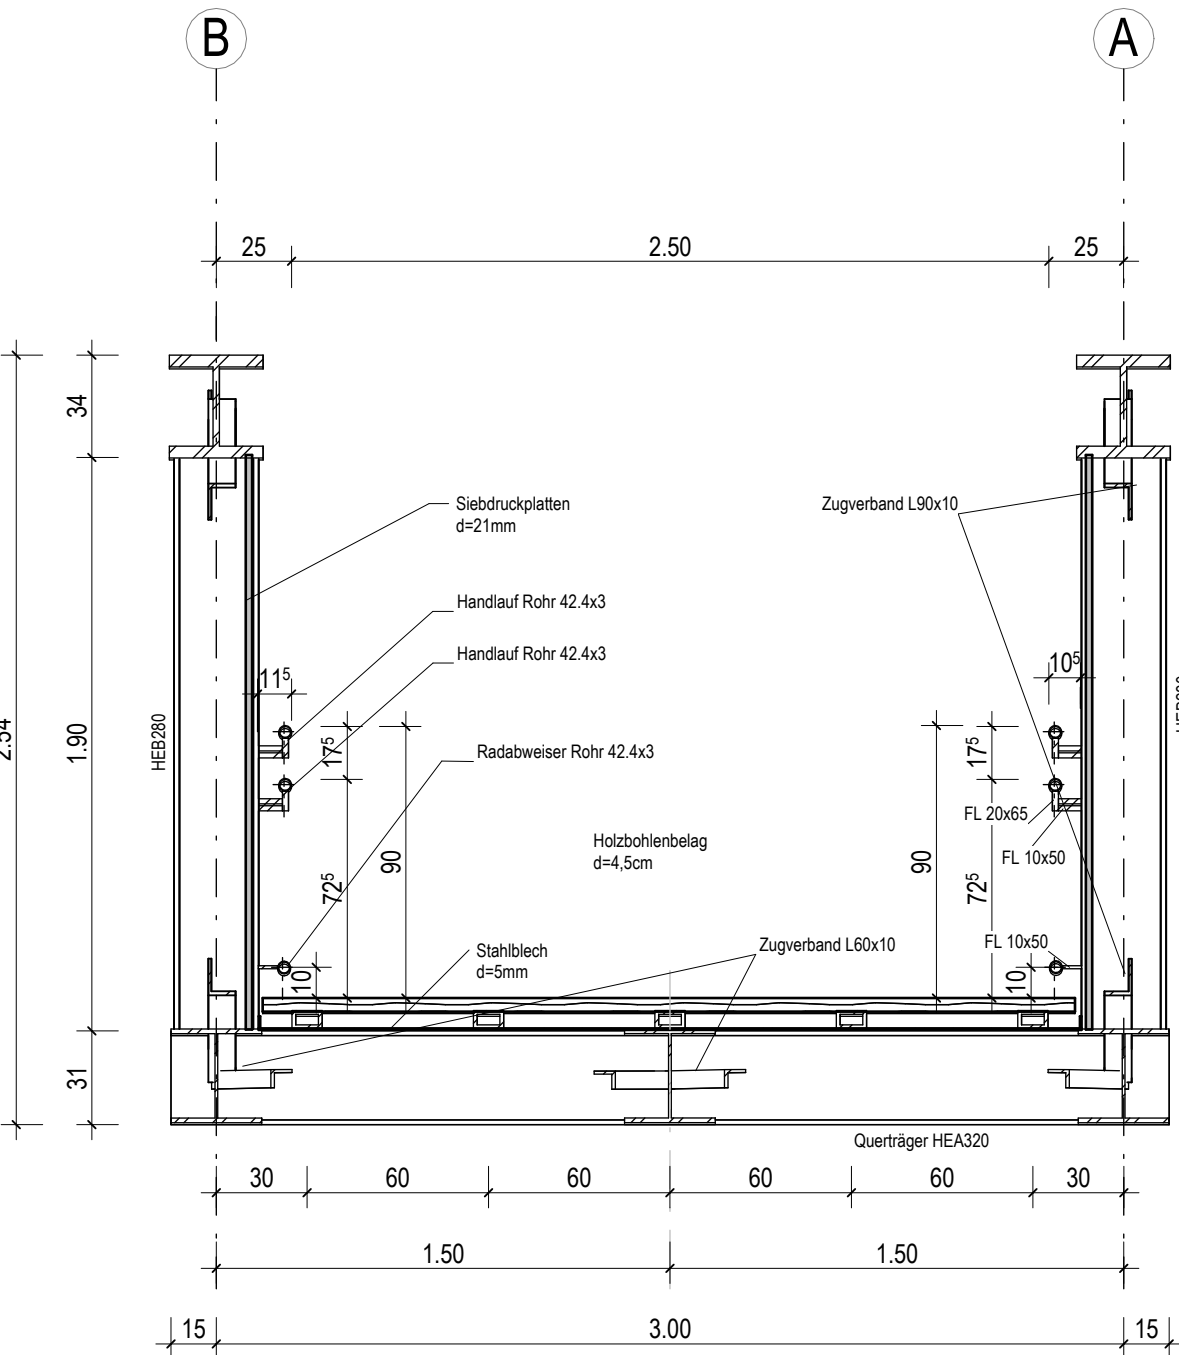 B
A
25
2.50
25
34
Siebdruckplatten
d=21mm
Zugverband L90x10
Handlauf Rohr 42.4x3
Handlauf Rohr 42.4x3
11⁵
10⁵
HEB280
1.90
17⁵
17⁵
Radabweiser Rohr 42.4x3
FL 20x65
Holzbohlenbelag
d=4,5cm
FL 10x50
90
72⁵
90
72⁵
Stahlblech
d=5mm
Zugverband L60x10
FL 10x50
10
10
31
Querträger HEA320
30
60
60
60
60
30
1.50
1.50
15
3.00
15